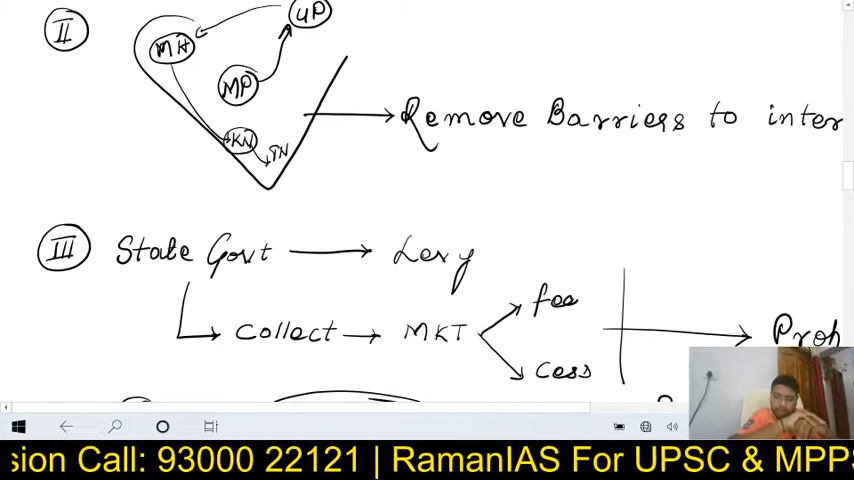 II
UP
MH
MP
KN
TN
Remove Barriers to inter
III State Govt Levy
fee
Collect MKT Proh
Cess
sion Call: 93000 22121 | RamanIAS For UPSC & MPPS